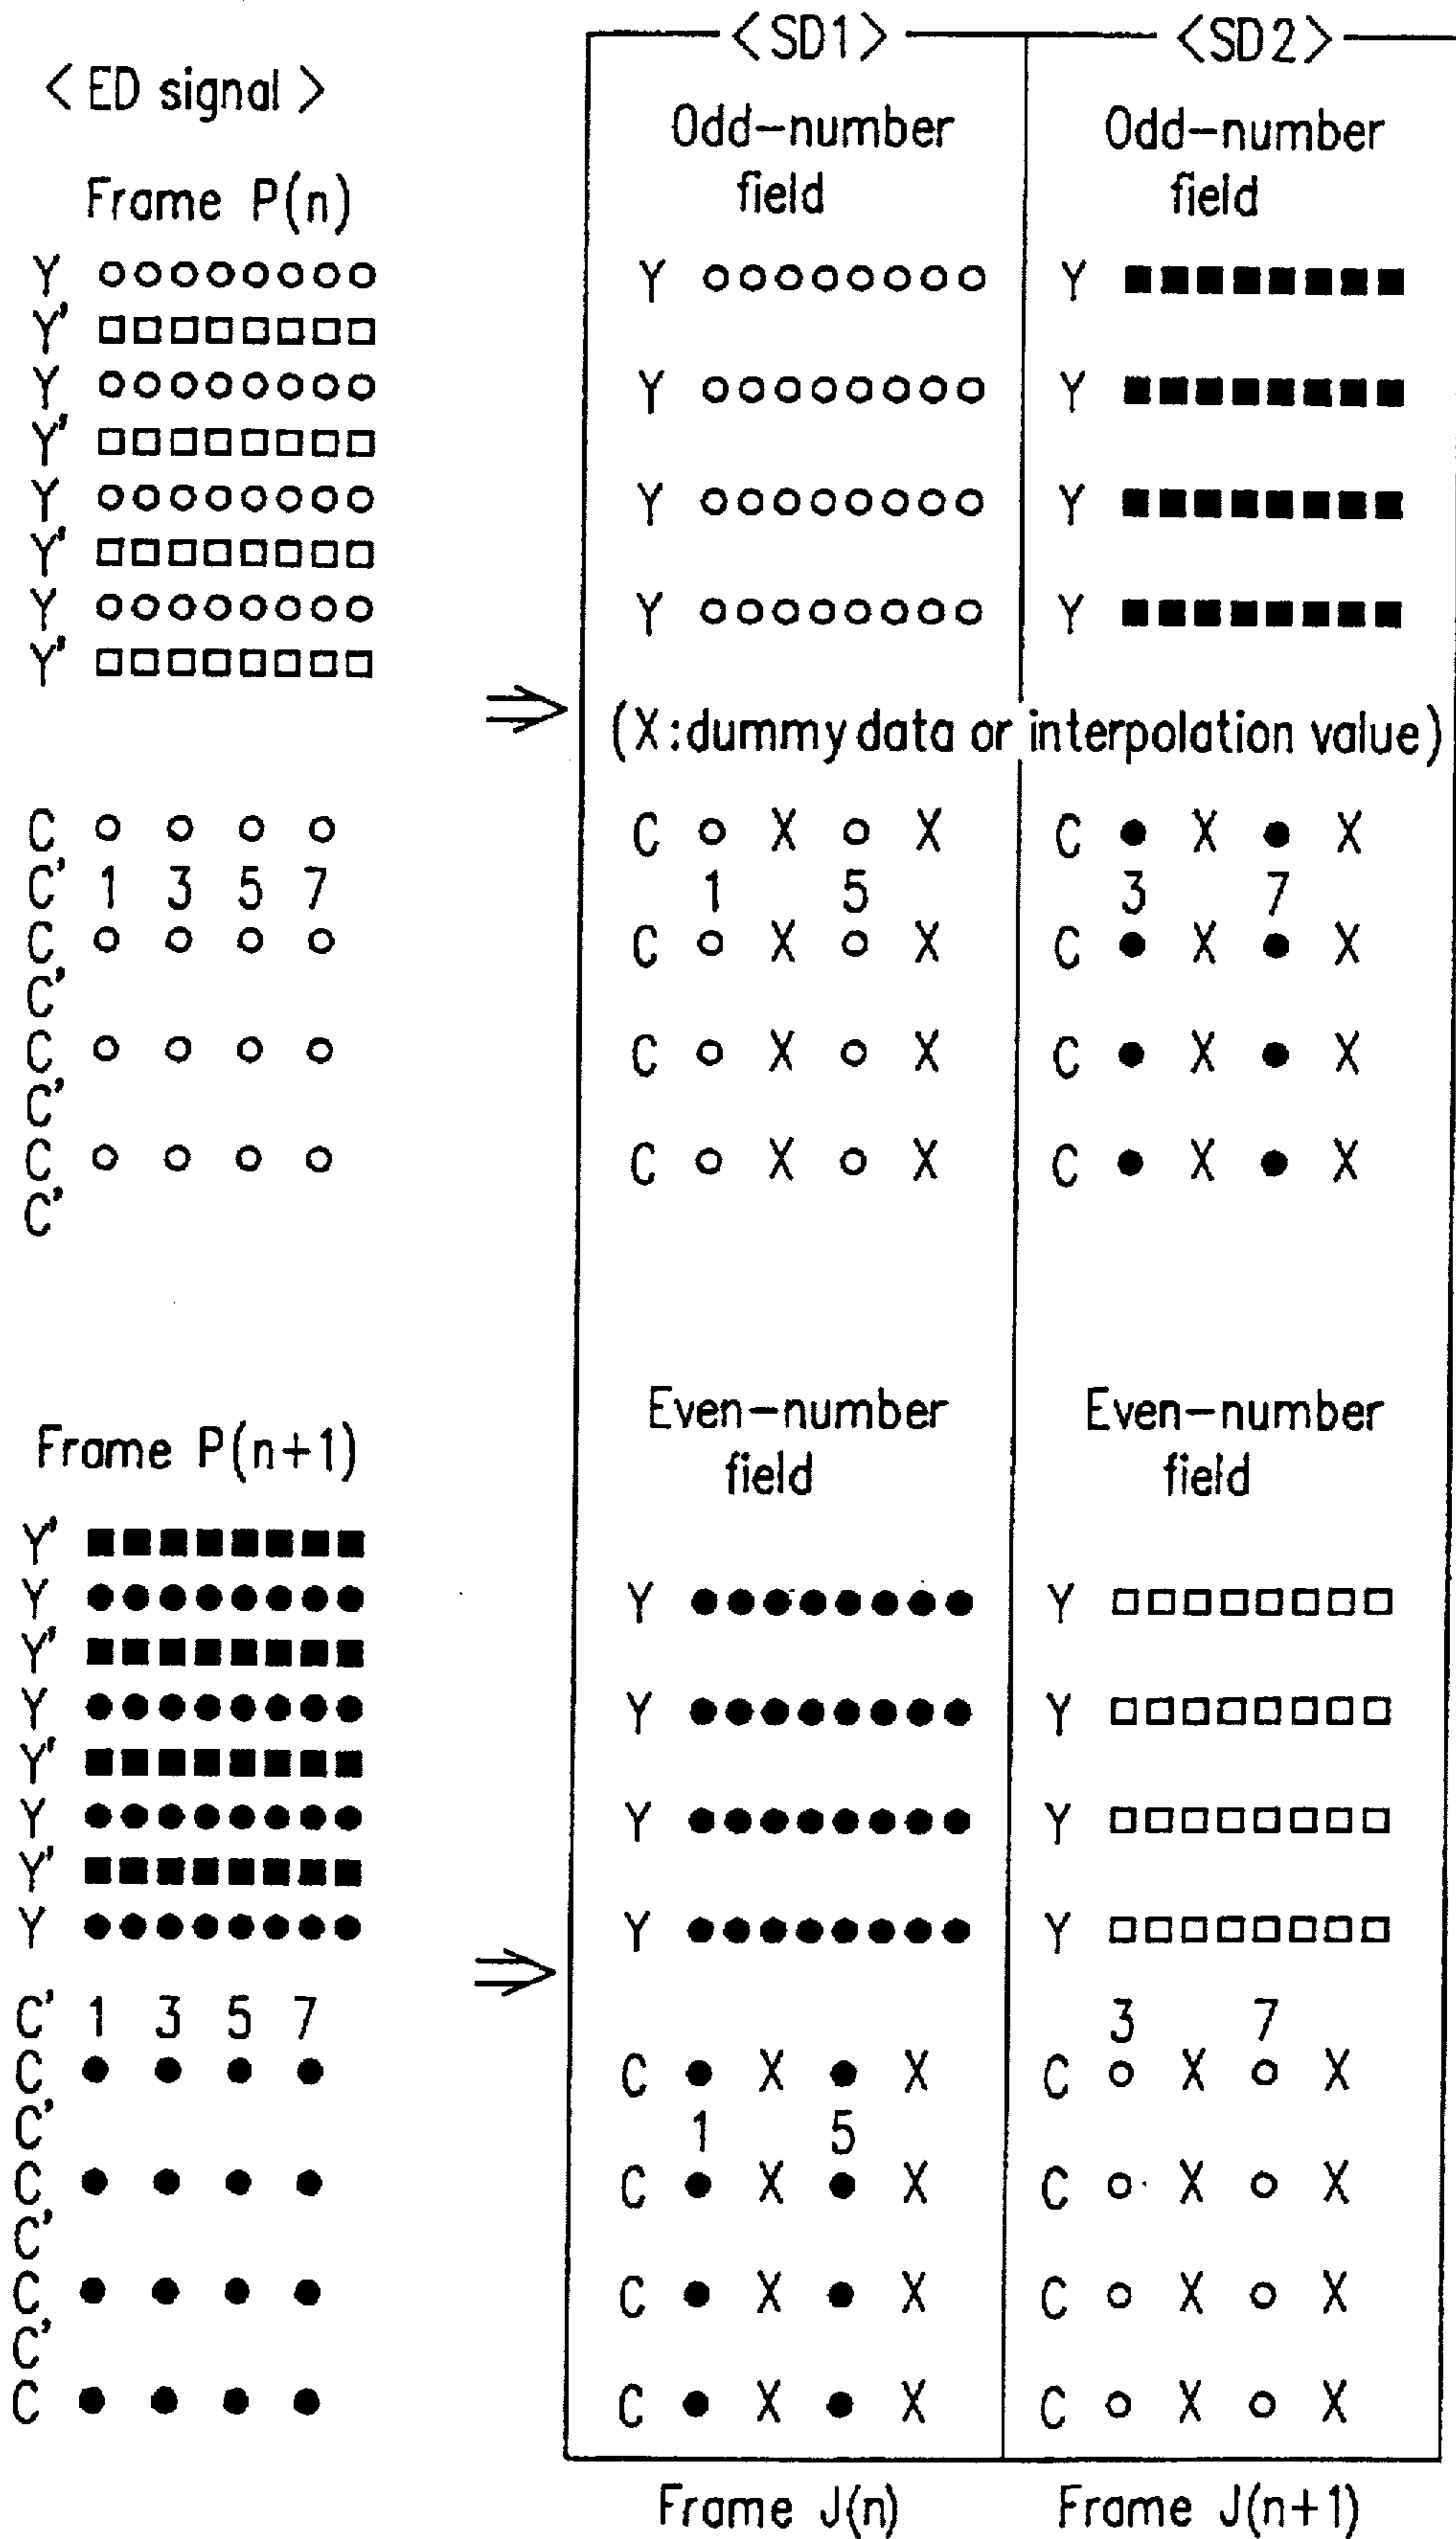 < ED signal >
Frame P(n)
Y
Y'
Y
Y'
Y
Y'
Y
Y'
C
C' 1 3 5 7
C
C'
C
C'
C
C'
Frame P(n+1)
Y'
Y
Y'
Y
Y'
Y
Y'
Y
C' 1 3 5 7
C
C'
C
C'
C
C'
C
<SD1>
Odd-number
field
Y
Y
Y
Y
<SD2>
Odd-number
field
Y
Y
Y
Y
(X:dummy data or interpolation value)
C X X
1 5
C X X
C X X
C X X
C X X
3 7
C X X
C X X
C X X
Even-number
field
Y
Y
Y
Y
C X X
1 5
C X X
C X X
C X X
Frame J(n)
Even-number
field
Y
Y
Y
Y
3 7
C X X
C X X
C X X
C X X
Frame J(n+1)